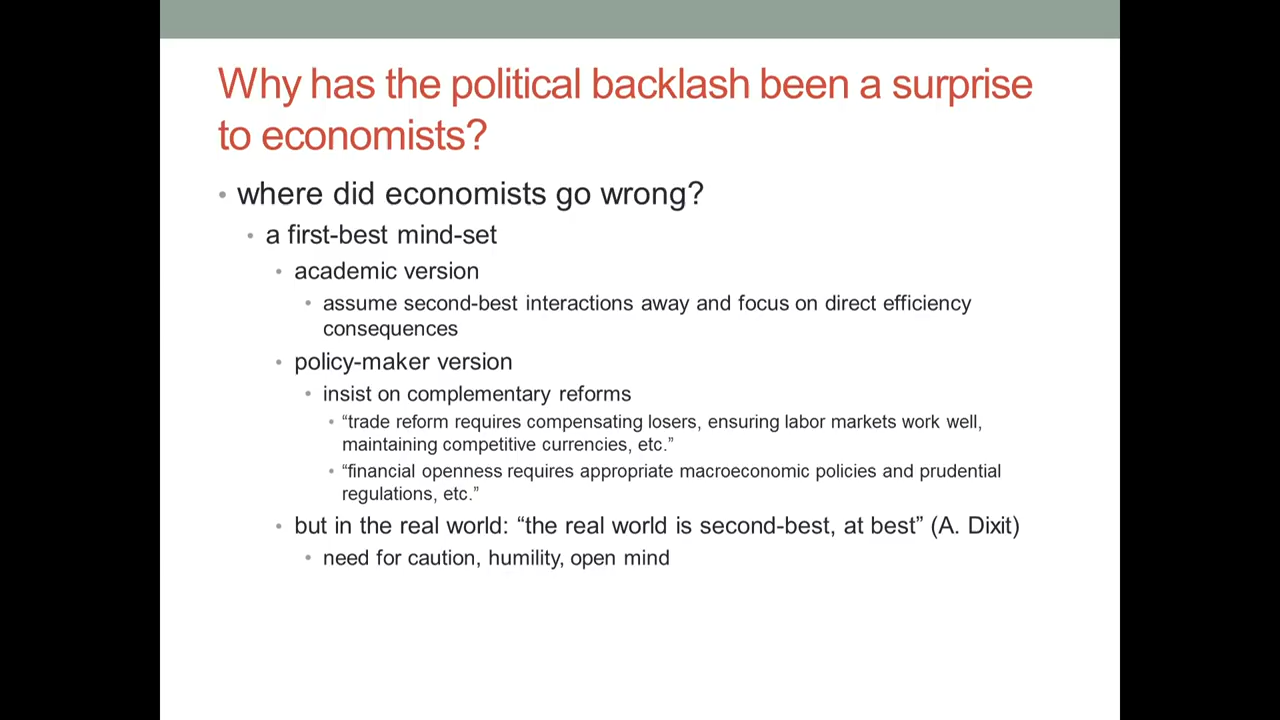 Why has the political backlash been a surprise
to economists?
• where did economists go wrong?
• a first-best mind-set
• academic version
• assume second-best interactions away and focus on direct efficiency
consequences
• policy-maker version
• insist on complementary reforms
• “trade reform requires compensating losers, ensuring labor markets work well,
maintaining competitive currencies, etc.”
• “financial openness requires appropriate macroeconomic policies and prudential
regulations, etc.”
• but in the real world: “the real world is second-best, at best” (A. Dixit)
• need for caution, humility, open mind